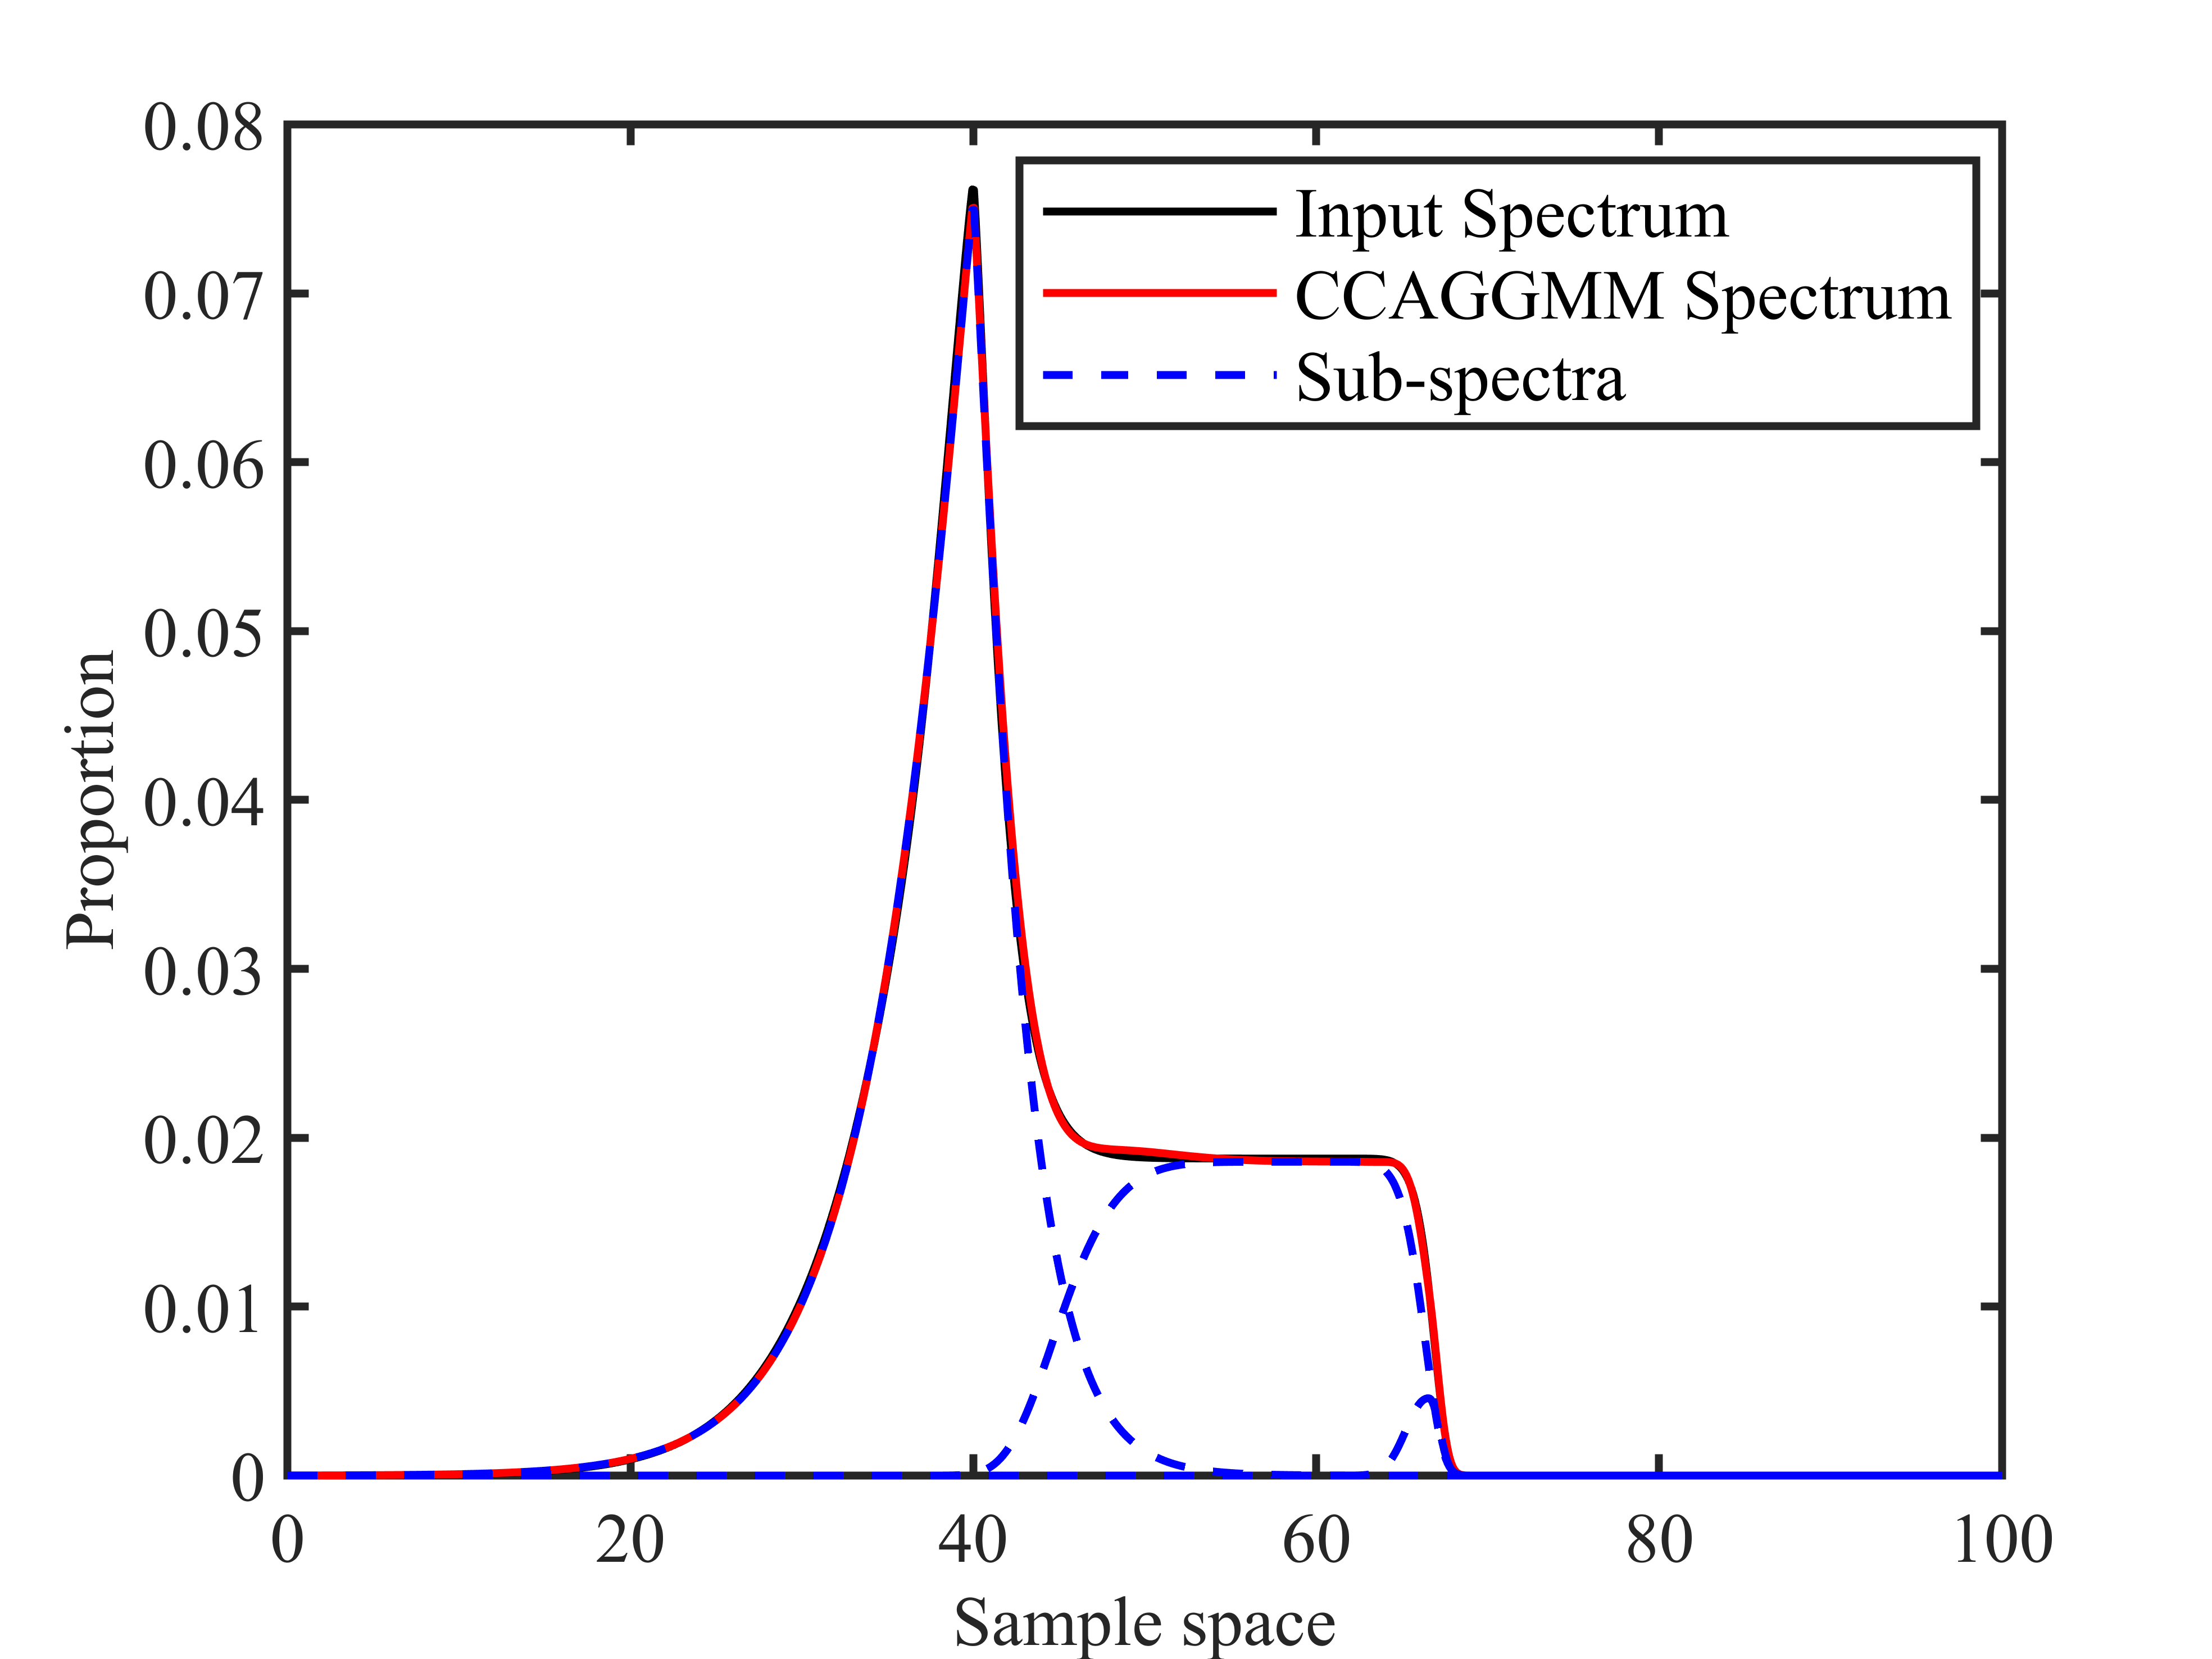 0.08
0.07
0.06
0.05
0.04
0.03
0.02
0.01
0
Proportion
Input Spectrum
CCAGGMM Spectrum
Sub-spectra
0 20 40 60 80 100
Sample space